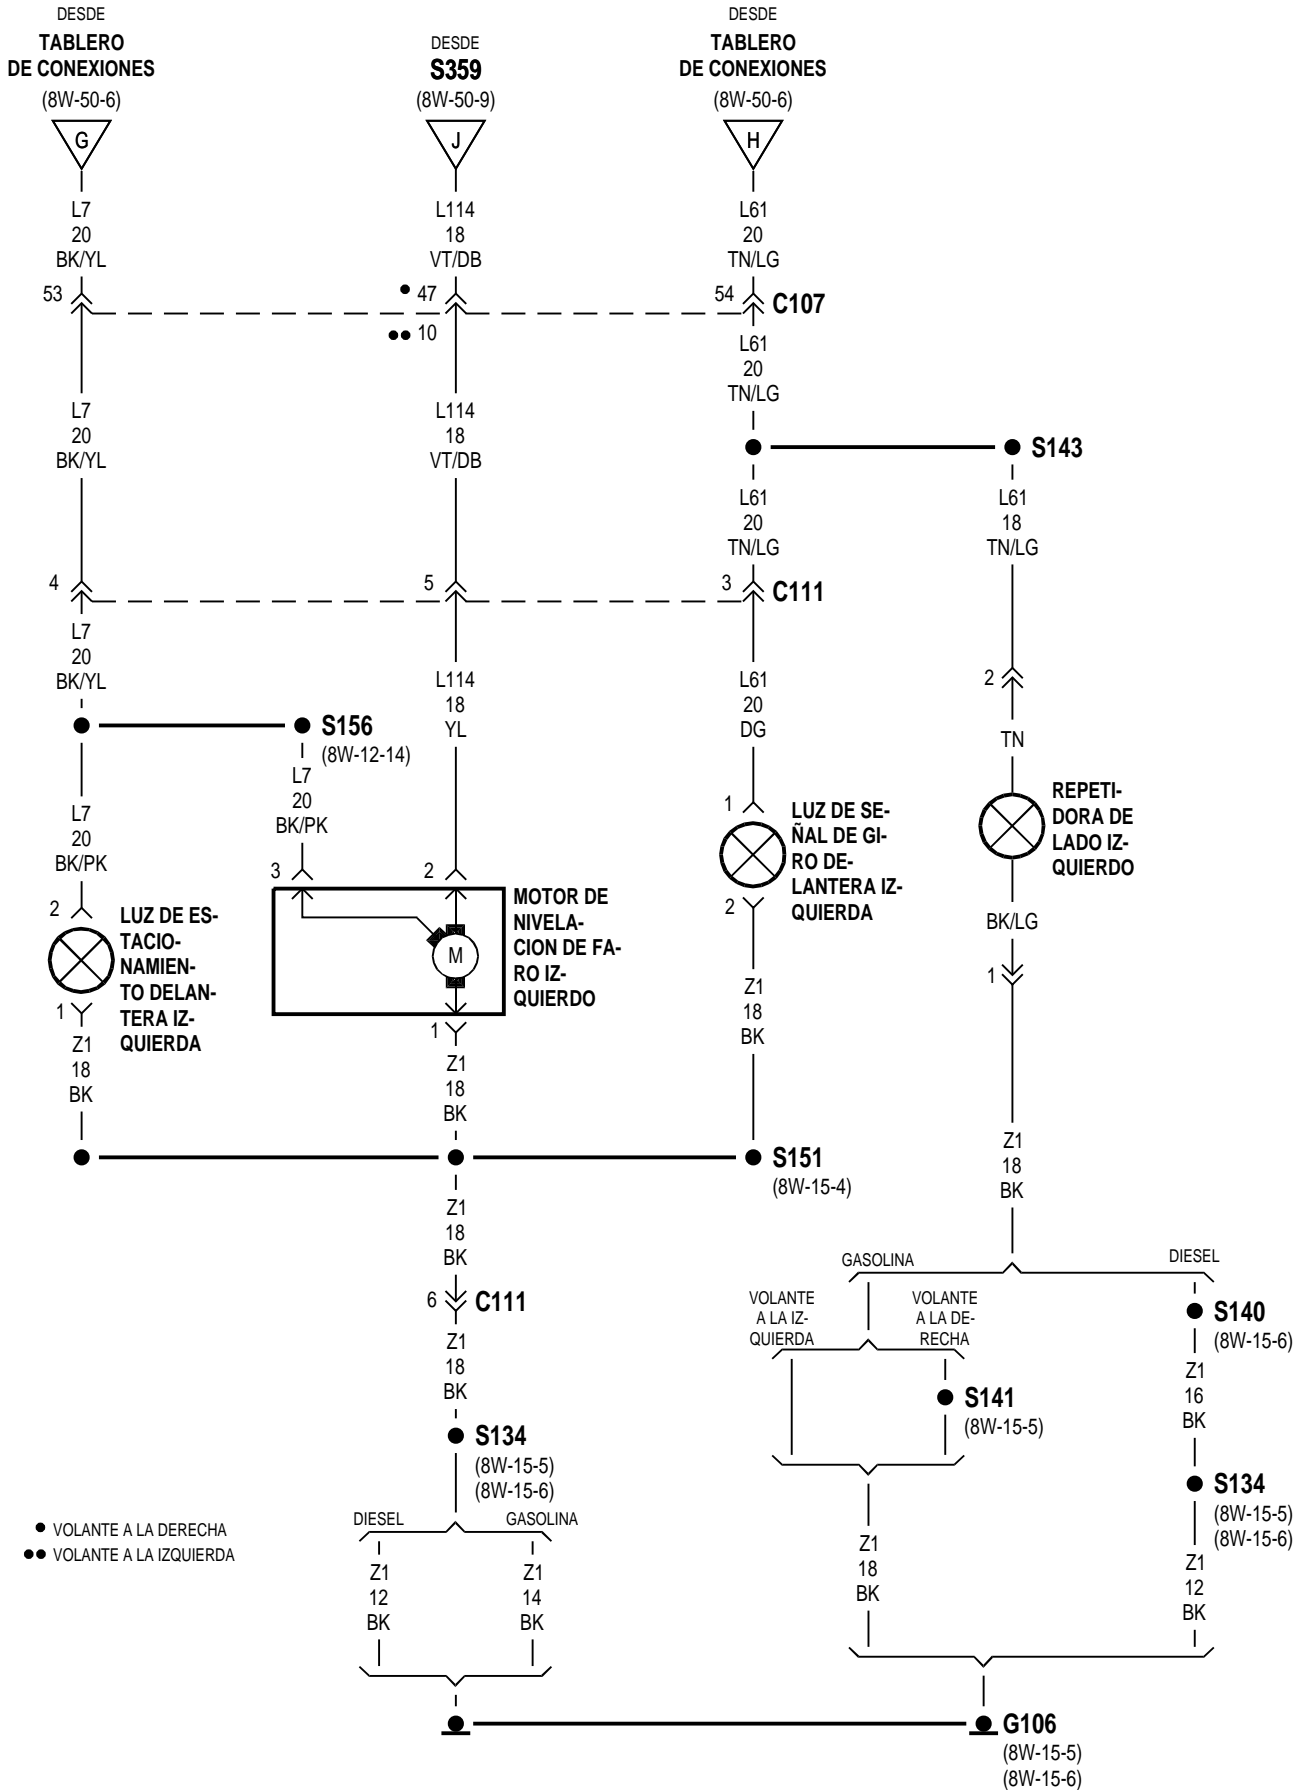 DESDE
TABLERO
DE CONEXIONES
(8W-50-6)
G
DESDE
S359
(8W-50-9)
J
DESDE
TABLERO
DE CONEXIONES
(8W-50-6)
H
L7
20
BK/YL
L114
18
VT/DB
L61
20
TN/LG
53
47
10
54
C107
L61
20
TN/LG
L7
20
BK/YL
L114
18
VT/DB
S143
L61
20
TN/LG
L61
18
TN/LG
4
5
3
C111
L7
20
BK/YL
L114
18
YL
L61
20
DG
2
TN
S156
(8W-12-14)
L7
20
BK/PK
L7
20
BK/PK
3
2
1
LUZ DE SE-
ÑAL DE GI-
RO DE-
LANTERA IZ-
QUIERDA
2
REPETI-
DORA DE
LADO IZ-
QUIERDO
BK/LG
1
2
LUZ DE ES-
TACIO-
NAMIEN-
TO DELAN-
TERA IZ-
QUIERDA
1
M
MOTOR DE
NIVELA-
CION DE FA-
RO IZ-
QUIERDO
1
Z1
18
BK
Z1
18
BK
Z1
18
BK
S151
(8W-15-4)
Z1
18
BK
Z1
18
BK
6
C111
Z1
18
BK
S134
(8W-15-5)
(8W-15-6)
GASOLINA
DIESEL
VOLANTE
A LA IZ-
QUIERDA
VOLANTE
A LA DE-
RECHA
S140
(8W-15-6)
Z1
16
BK
S141
(8W-15-5)
S134
(8W-15-5)
(8W-15-6)
DIESEL
GASOLINA
Z1
12
BK
Z1
14
BK
Z1
18
BK
Z1
12
BK
VOLANTE A LA DERECHA
VOLANTE A LA IZQUIERDA
G106
(8W-15-5)
(8W-15-6)